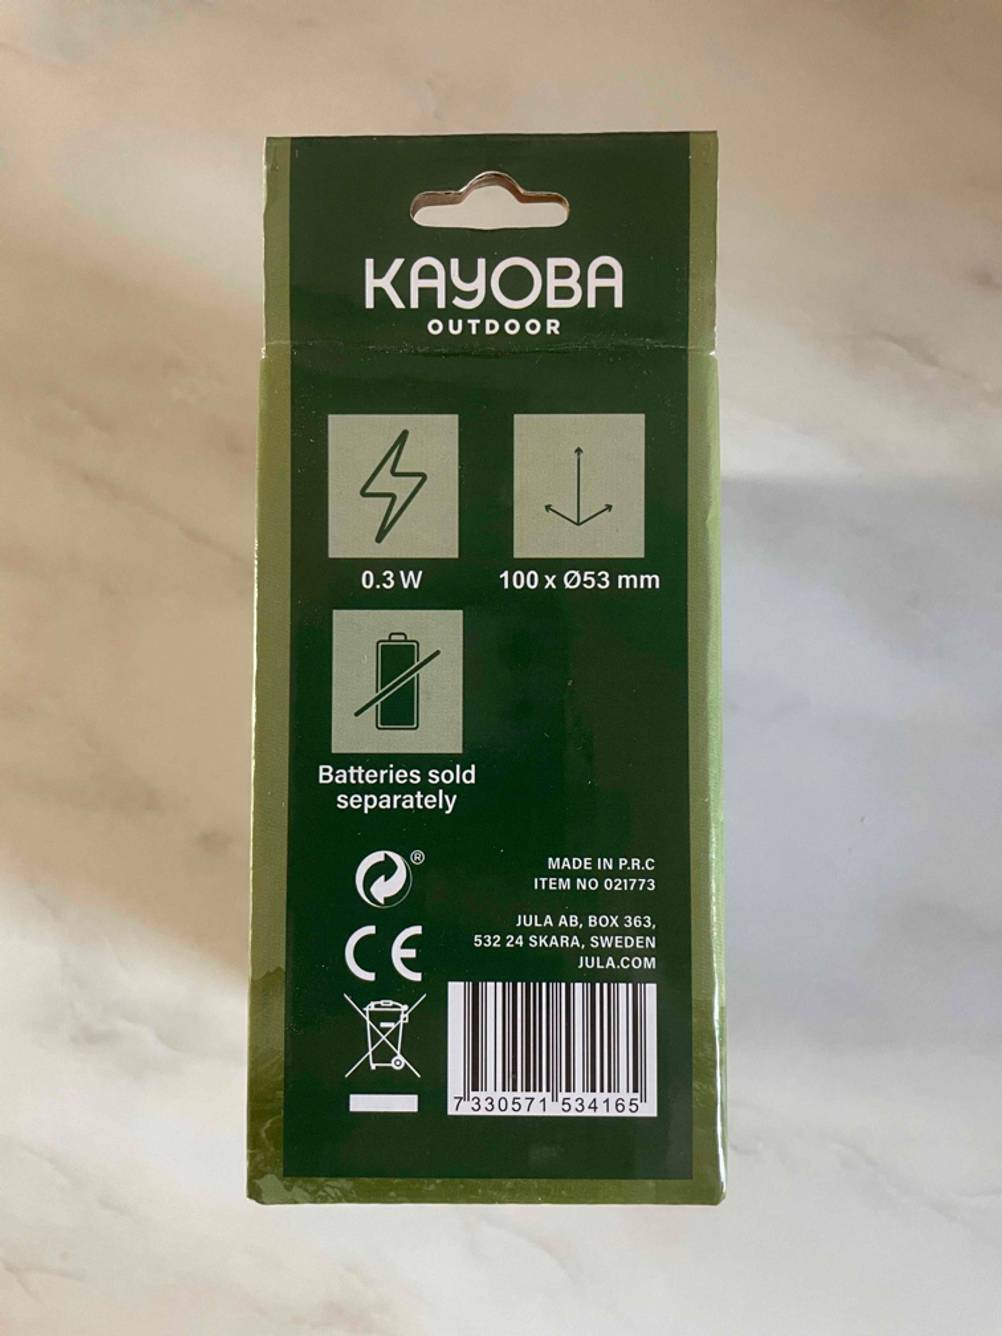 KAYOBA
OUTDOOR
0.3 W
100 x Ø53 mm
Batteries sold
separately
®
MADE IN P.R.C
ITEM NO 021773
JULA AB, BOX 363,
532 24 SKARA, SWEDEN
JULA.COM
CE
7 330571 534165